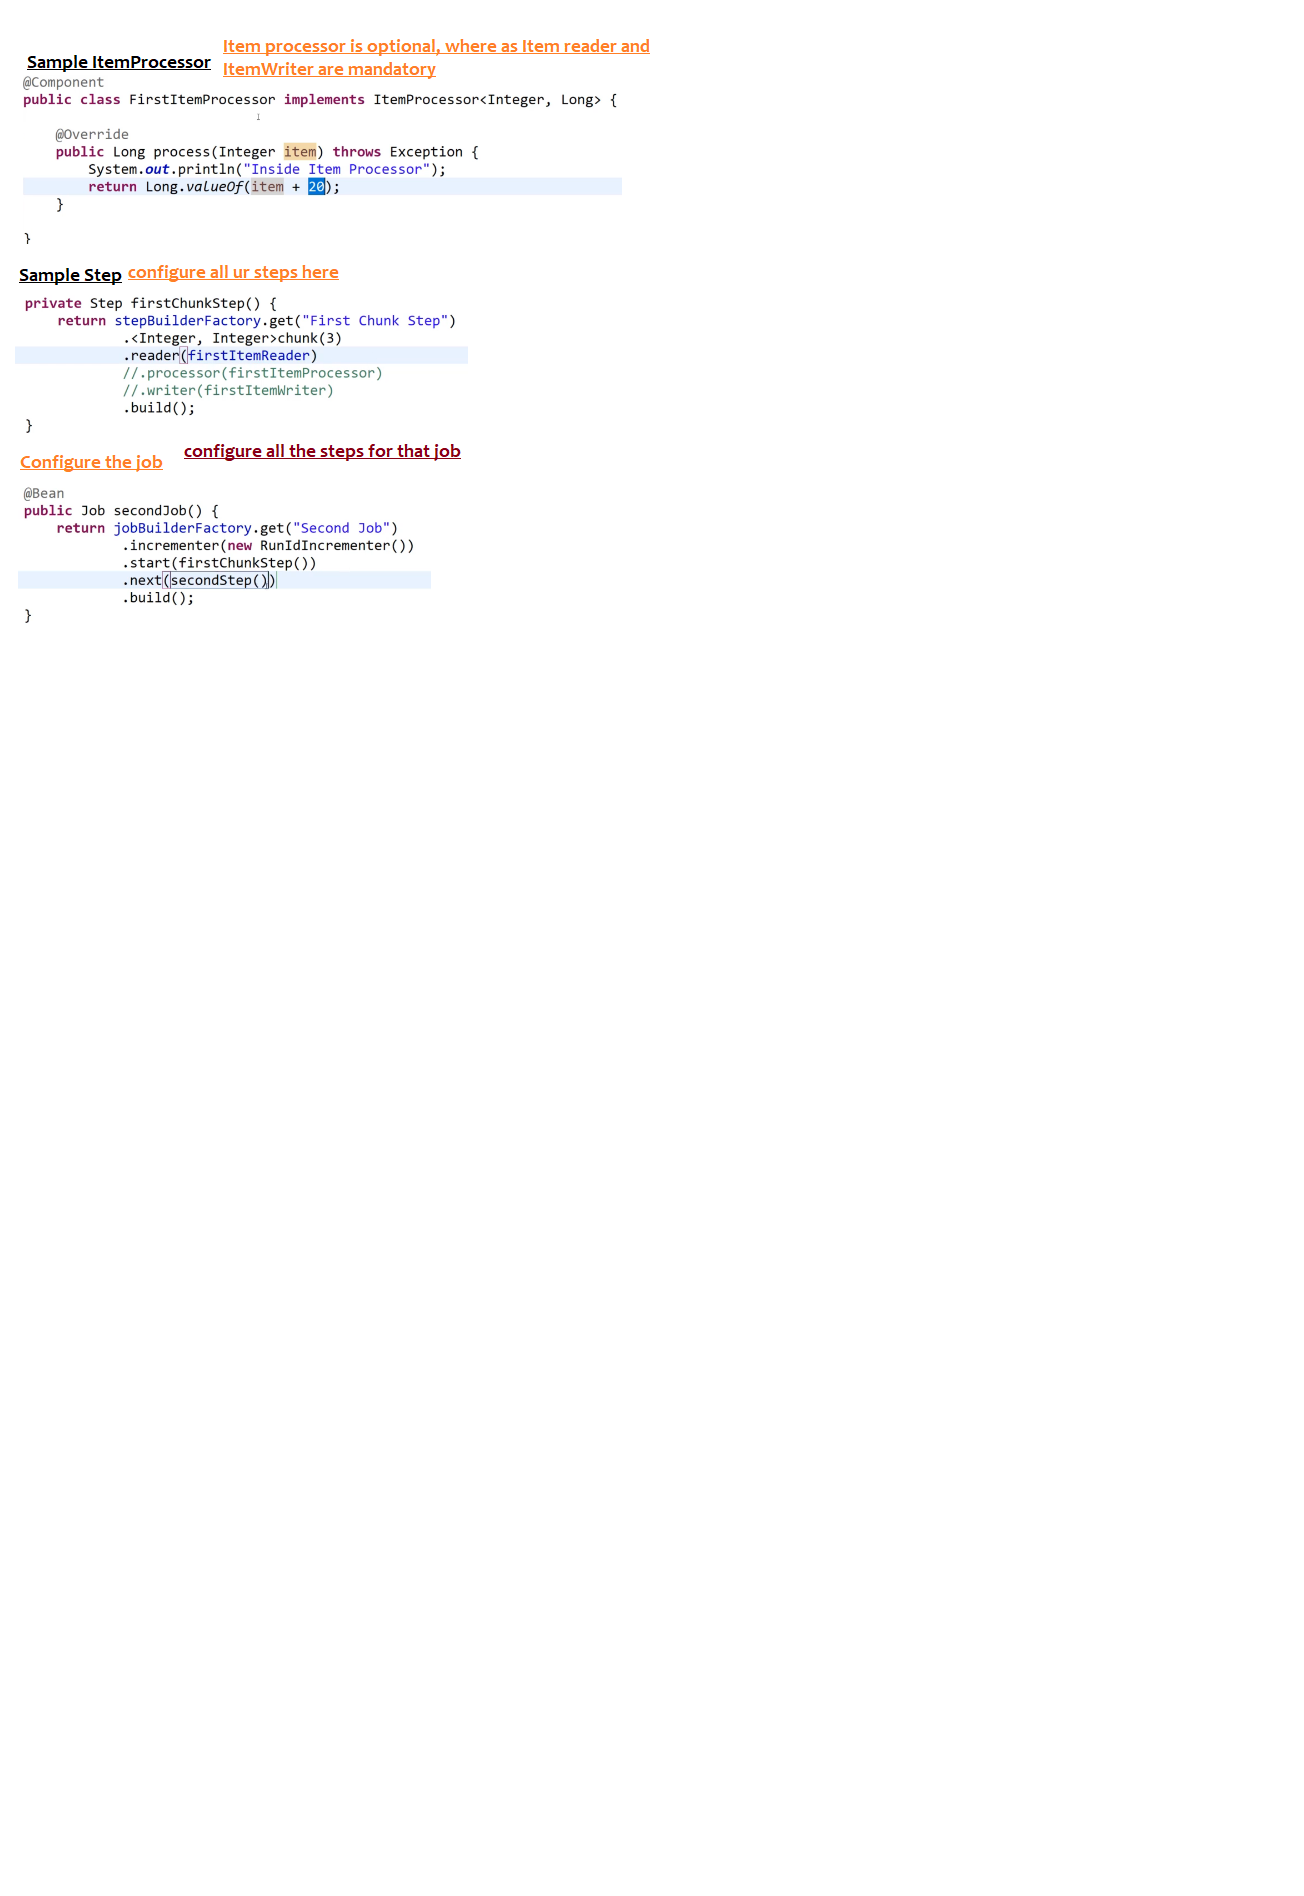 Sample ItemProcessor
Item processor is optional, where as Item reader and
ItemWriter are mandatory
@Component
public class FirstItemProcessor implements ItemProcessor<Integer, Long> {
@Override
public Long process(Integer item) throws Exception {
System.out.println("Inside Item Processor");
return Long.valueOf(item + 20);
}
}
Sample Step
configure all ur steps here
private Step firstChunkStep() {
return stepBuilderFactory.get("First Chunk Step")
.<Integer, Integer>chunk(3)
.reader(firstItemReader)
//.processor(firstItemProcessor)
//.writer(firstItemWriter)
.build();
}
Configure the job
configure all the steps for that job
@Bean
public Job secondJob() {
return jobBuilderFactory.get("Second Job")
.incrementer(new RunIdIncrementer())
.start(firstChunkStep())
.next(secondStep())
.build();
}